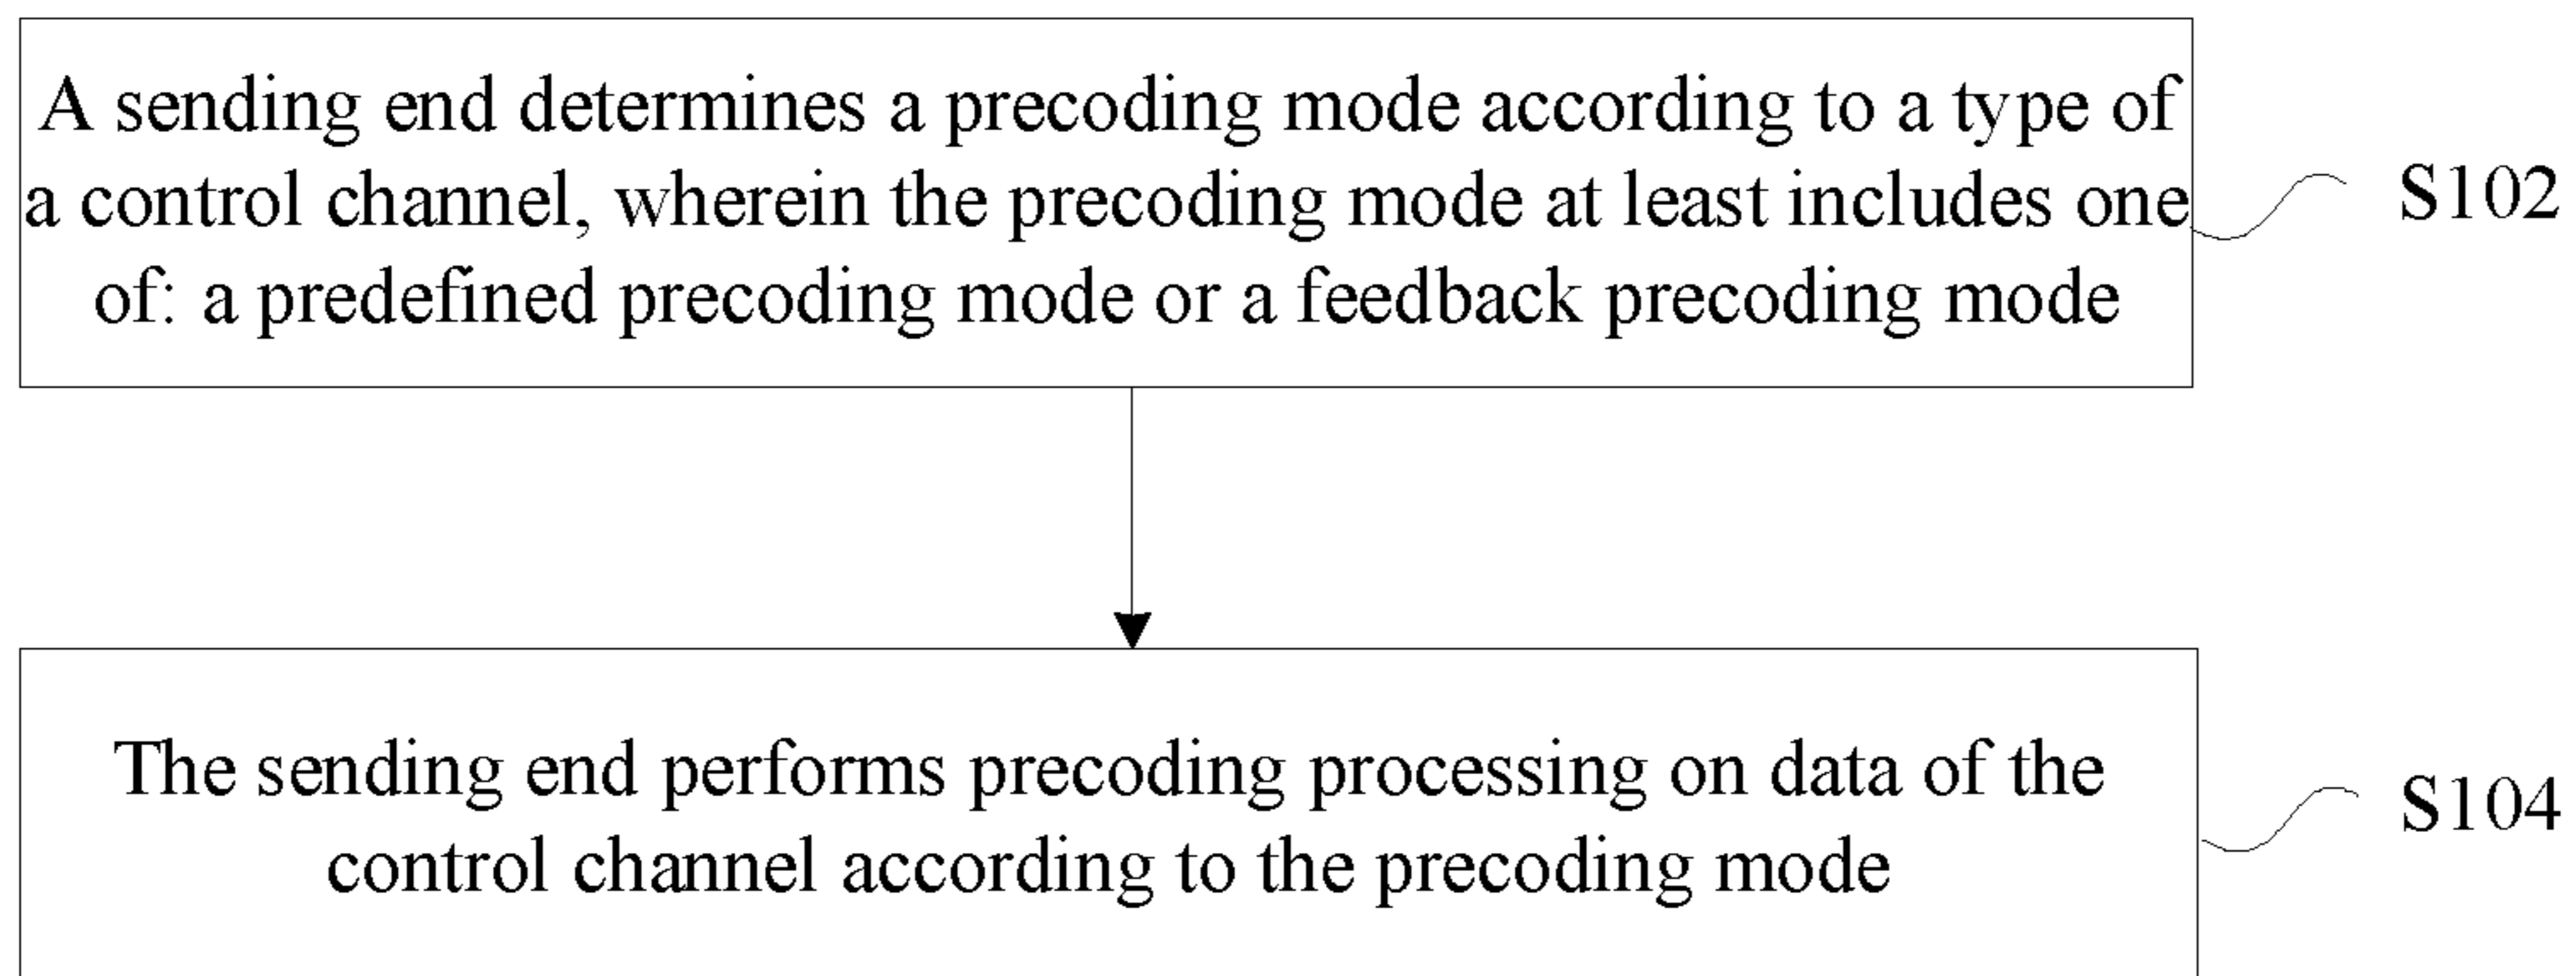 A sending end determines a precoding mode according to a type of
a control channel, wherein the precoding mode at least includes one
of: a predefined precoding mode or a feedback precoding mode
S102
The sending end performs precoding processing on data of the
control channel according to the precoding mode
S104